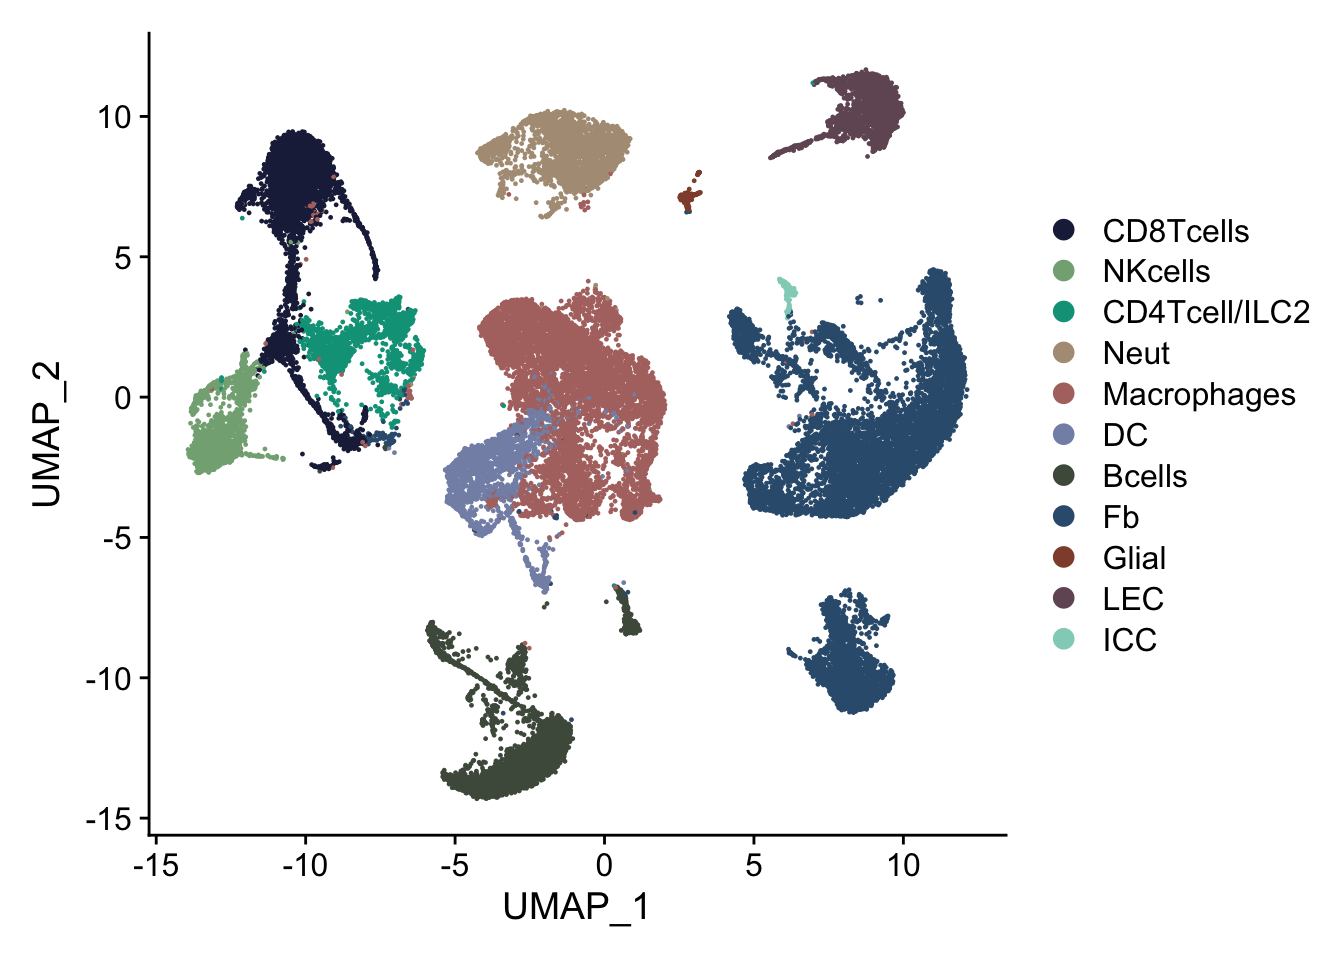 UMAP_2
10
5
0
-5
-10
-15
-15 -10 -5 0 5 10
UMAP_1
CD8Tcells
NKcells
CD4Tcell/ILC2
Neut
Macrophages
DC
Bcells
Fb
Glial
LEC
ICC